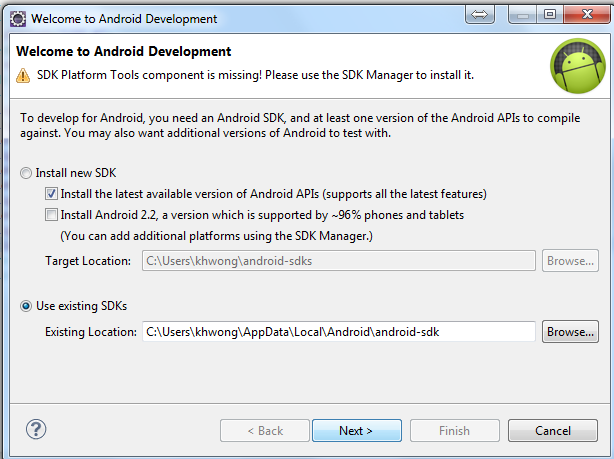 Welcome to Android Development
Welcome to Android Development
SDK Platform Tools component is missing! Please use the SDK Manager to install it.
To develop for Android, you need an Android SDK, and at least one version of the Android APIs to compile
against. You may also want additional versions of Android to test with.
Install new SDK
Install the latest available version of Android APIs (supports all the latest features)
Install Android 2.2, a version which is supported by ~96% phones and tablets
(You can add additional platforms using the SDK Manager.)
Target Location: C:\Users\khwong\android-sdks Browse...
Use existing SDKs
Existing Location: C:\Users\khwong\AppData\Local\Android\android-sdk Browse...
? < Back Next > Finish Cancel